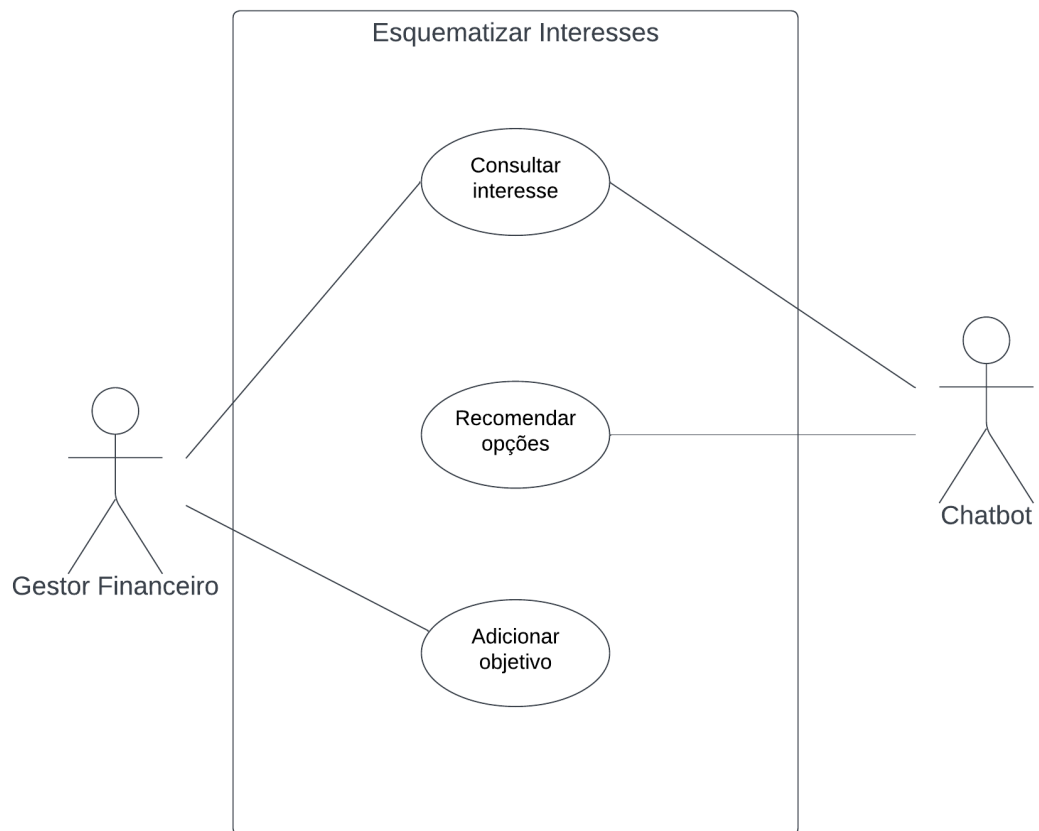 Esquematizar Interesses
Consultar
interesse
Recomendar
opções
Chatbot
Gestor Financeiro
Adicionar
objetivo